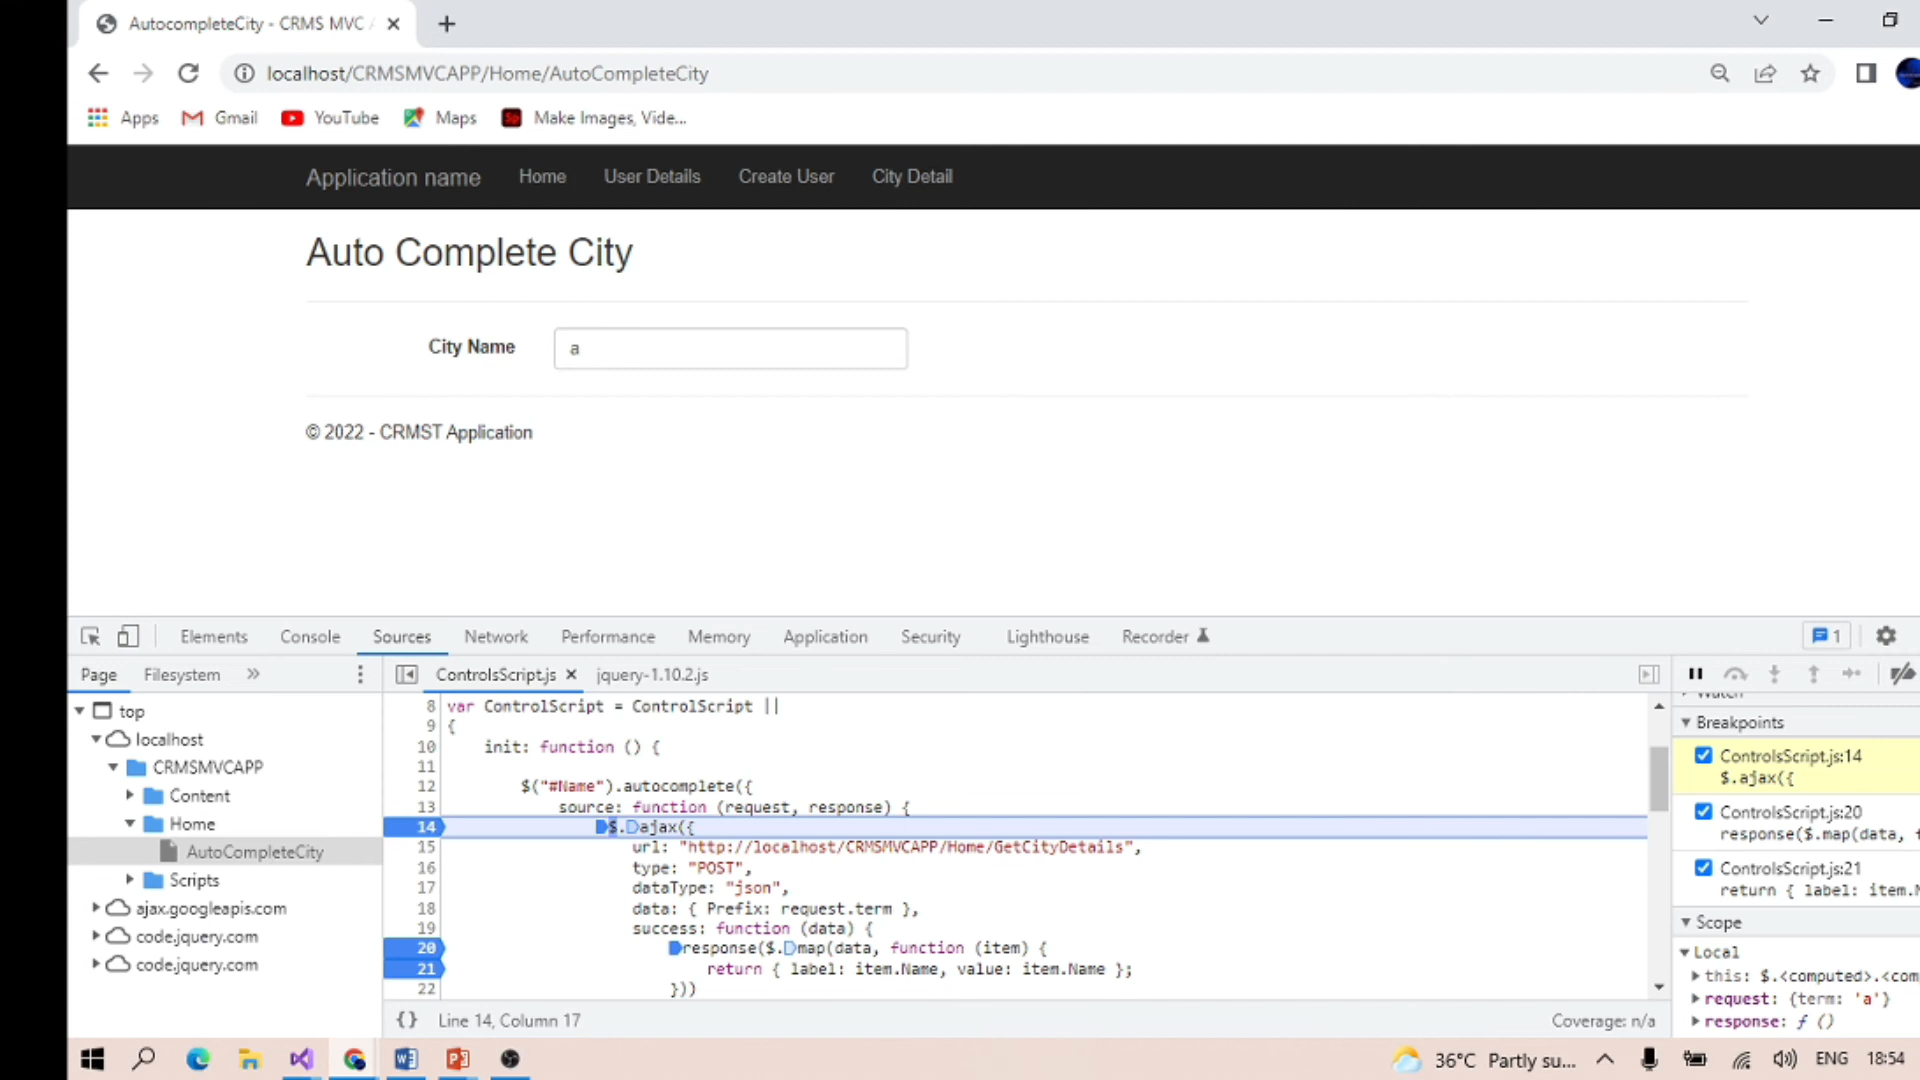 AutocompleteCity - CRMS MVC
localhost/CRMSMVCAPP/Home/AutoCompleteCity
Apps Gmail YouTube Maps Make Images, Vide...
Application name Home User Details Create User City Detail
Auto Complete City
City Name a
© 2022 - CRMST Application
Elements Console Sources Network Performance Memory Application Security Lighthouse Recorder 1
Page Filesystem » ControlsScript.js jquery-1.10.2.js
top
localhost
CRMSMVCAPP
Content
Home
AutoCompleteCity
Scripts
ajax.googleapis.com
code.jquery.com
code.jquery.com
8 var ControlScript = ControlScript ||
9 {
10 init: function () {
11
12 $("#Name").autocomplete({
13 source: function (request, response) {
14 $.ajax({
15 url: "http://localhost/CRMSMVCAPP/Home/GetCityDetails",
16 type: "POST",
17 dataType: "json",
18 data: { Prefix: request.term },
19 success: function (data) {
20 response($.map(data, function (item) {
21 return { label: item.Name, value: item.Name };
22 }))
{} Line 14, Column 17 Coverage: n/a
Watch
Breakpoints
ControlsScript.js:14
$.ajax({
ControlsScript.js:20
response($.map(data, f
ControlsScript.js:21
return { label: item.N
Scope
Local
this: $.<computed>.<com
request: {term: 'a'}
response: ƒ ()
36°C Partly su... ENG 18:54